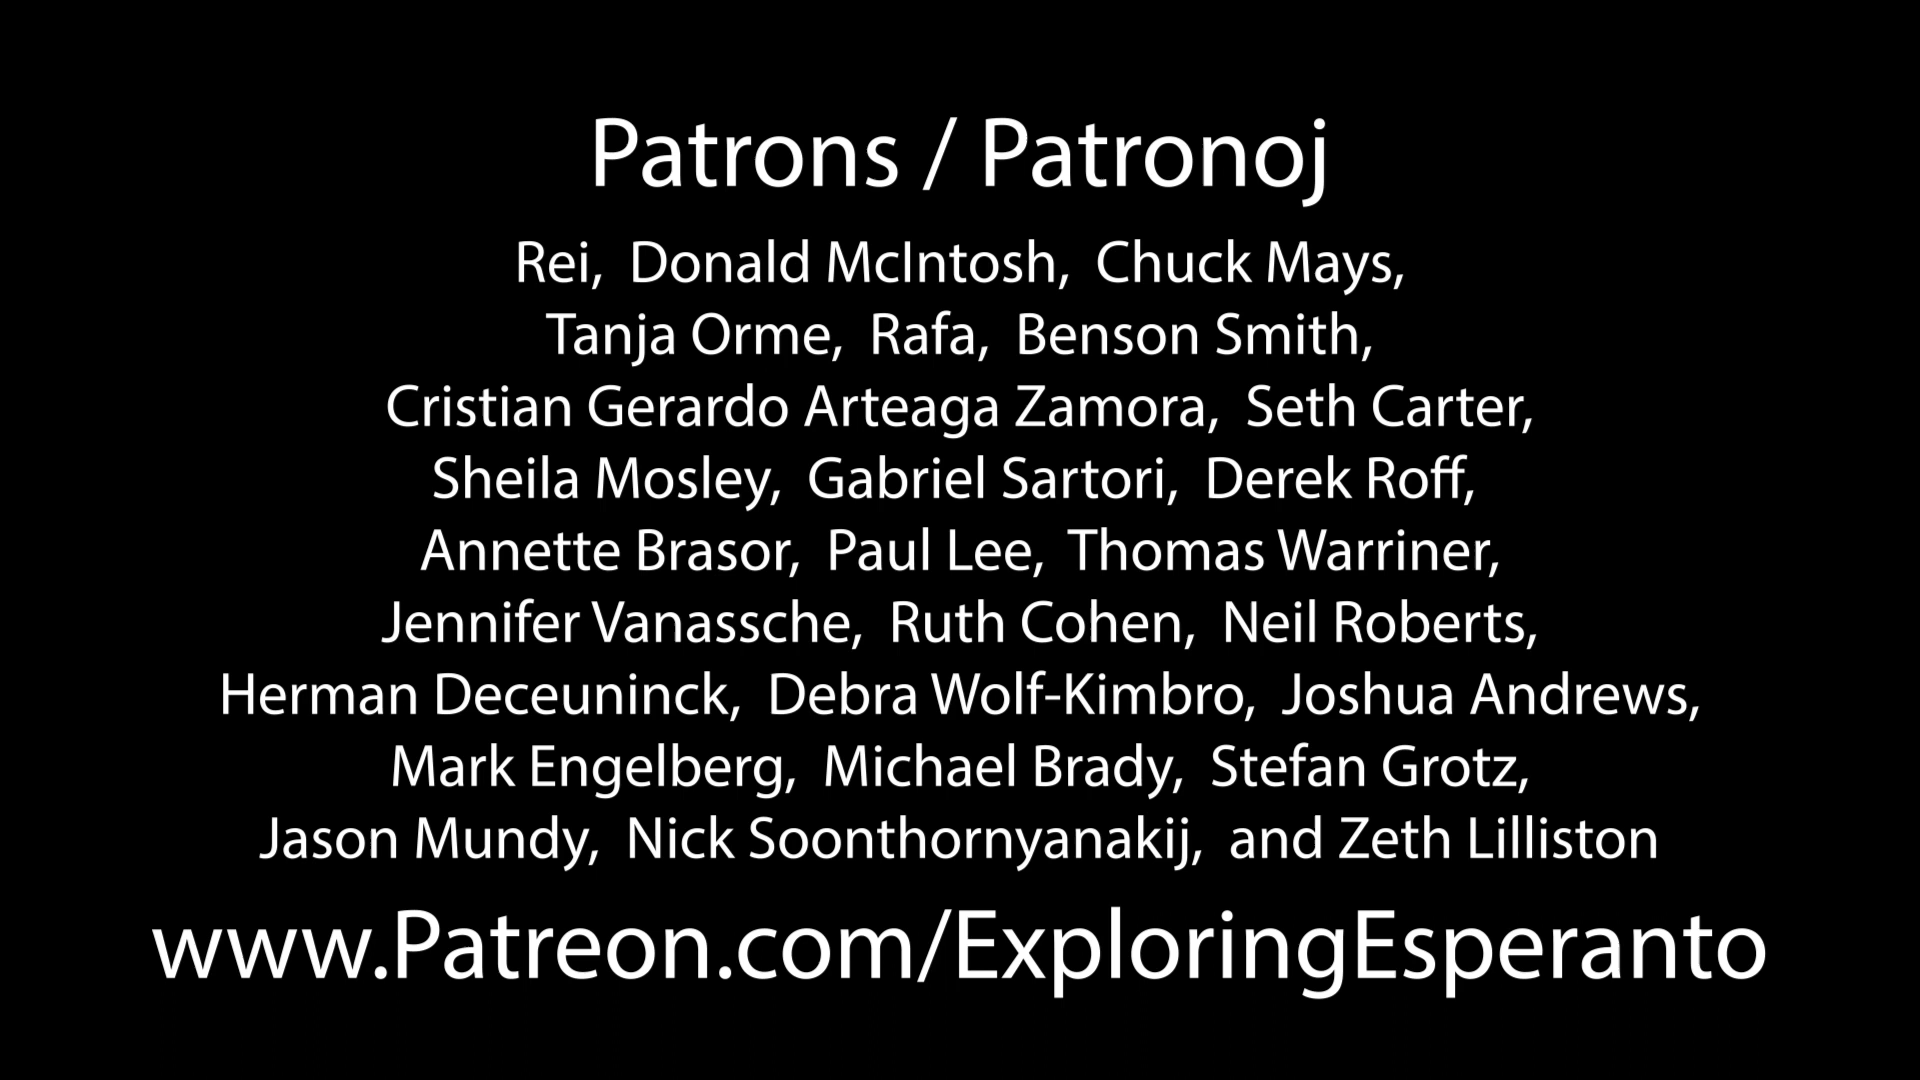 Patrons / Patronoj
Rei, Donald McIntosh, Chuck Mays,
Tanja Orme, Rafa, Benson Smith,
Cristian Gerardo Arteaga Zamora, Seth Carter,
Sheila Mosley, Gabriel Sartori, Derek Roff,
Annette Brasor, Paul Lee, Thomas Warriner,
Jennifer Vanassche, Ruth Cohen, Neil Roberts,
Herman Deceuninck, Debra Wolf-Kimbro, Joshua Andrews,
Mark Engelberg, Michael Brady, Stefan Grotz,
Jason Mundy, Nick Soonthornyanakij, and Zeth Lilliston
www.Patreon.com/ExploringEsperanto